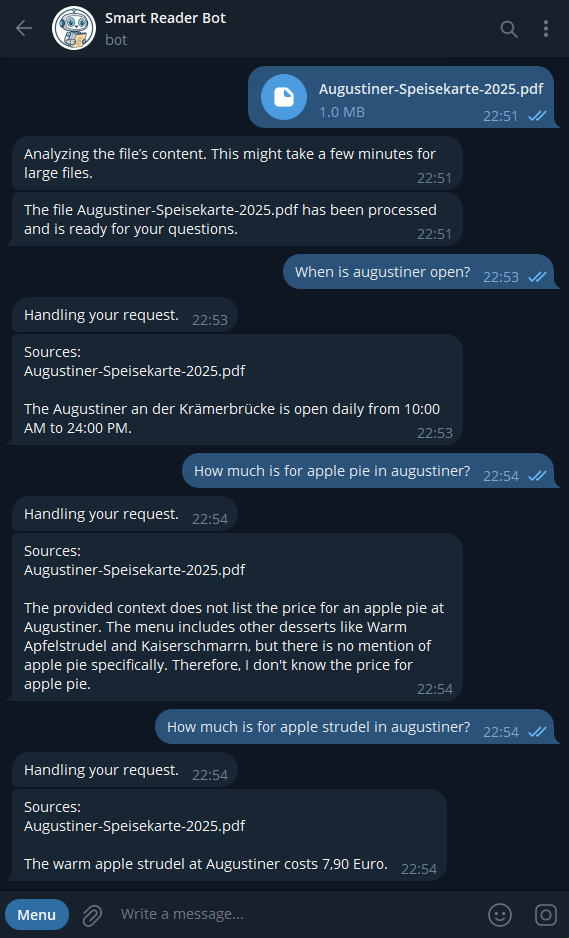 Smart Reader Bot
bot
Augustiner-Speisekarte-2025.pdf
1.0 MB
22:51
Analyzing the file’s content. This might take a few minutes for
large files.
22:51
The file Augustiner-Speisekarte-2025.pdf has been processed
and is ready for your questions.
22:51
When is augustiner open?
22:53
Handling your request.
22:53
Sources:
Augustiner-Speisekarte-2025.pdf
The Augustiner an der Krämerbrücke is open daily from 10:00
AM to 24:00 PM.
22:53
How much is for apple pie in augustiner?
22:54
Handling your request.
22:54
Sources:
Augustiner-Speisekarte-2025.pdf
The provided context does not list the price for an apple pie at
Augustiner. The menu includes other desserts like Warm
Apfelstrudel and Kaiserschmarrn, but there is no mention of
apple pie specifically. Therefore, I don't know the price for
apple pie.
22:54
How much is for apple strudel in augustiner?
22:54
Handling your request.
22:54
Sources:
Augustiner-Speisekarte-2025.pdf
The warm apple strudel at Augustiner costs 7,90 Euro.
22:54
Menu
Write a message...